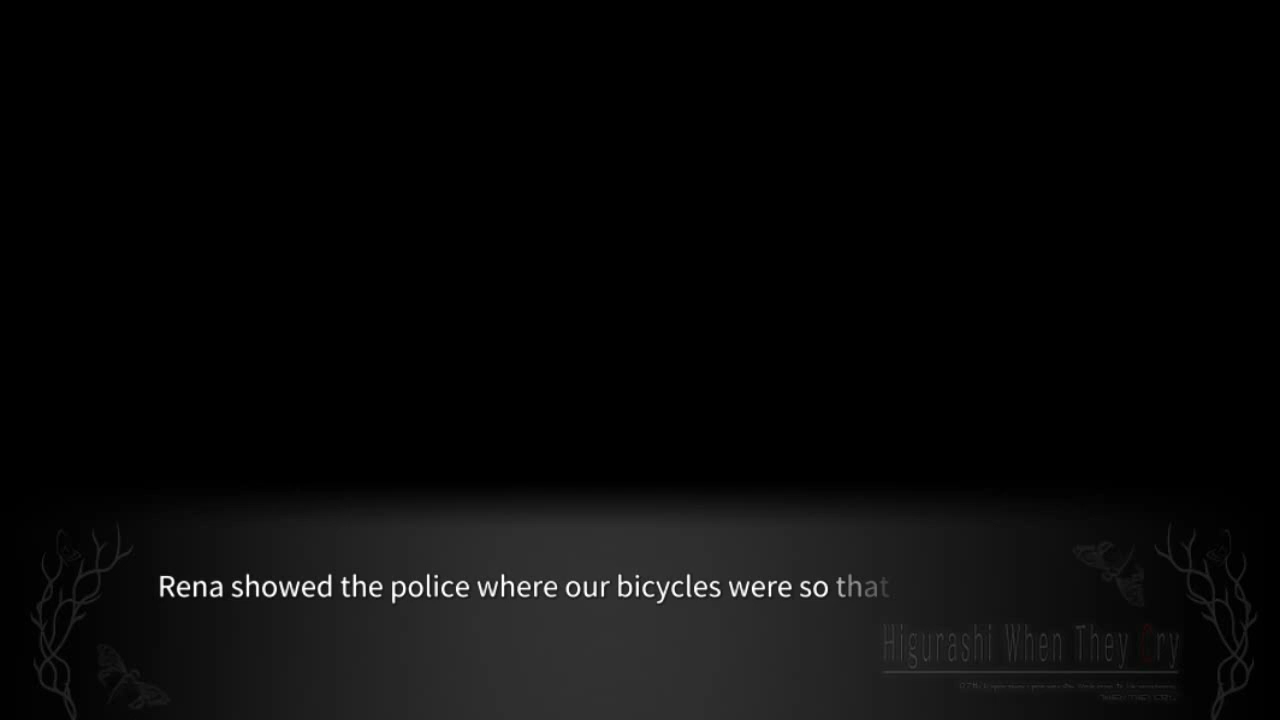 Rena showed the police where our bicycles were so that
Higurashi When They Cry